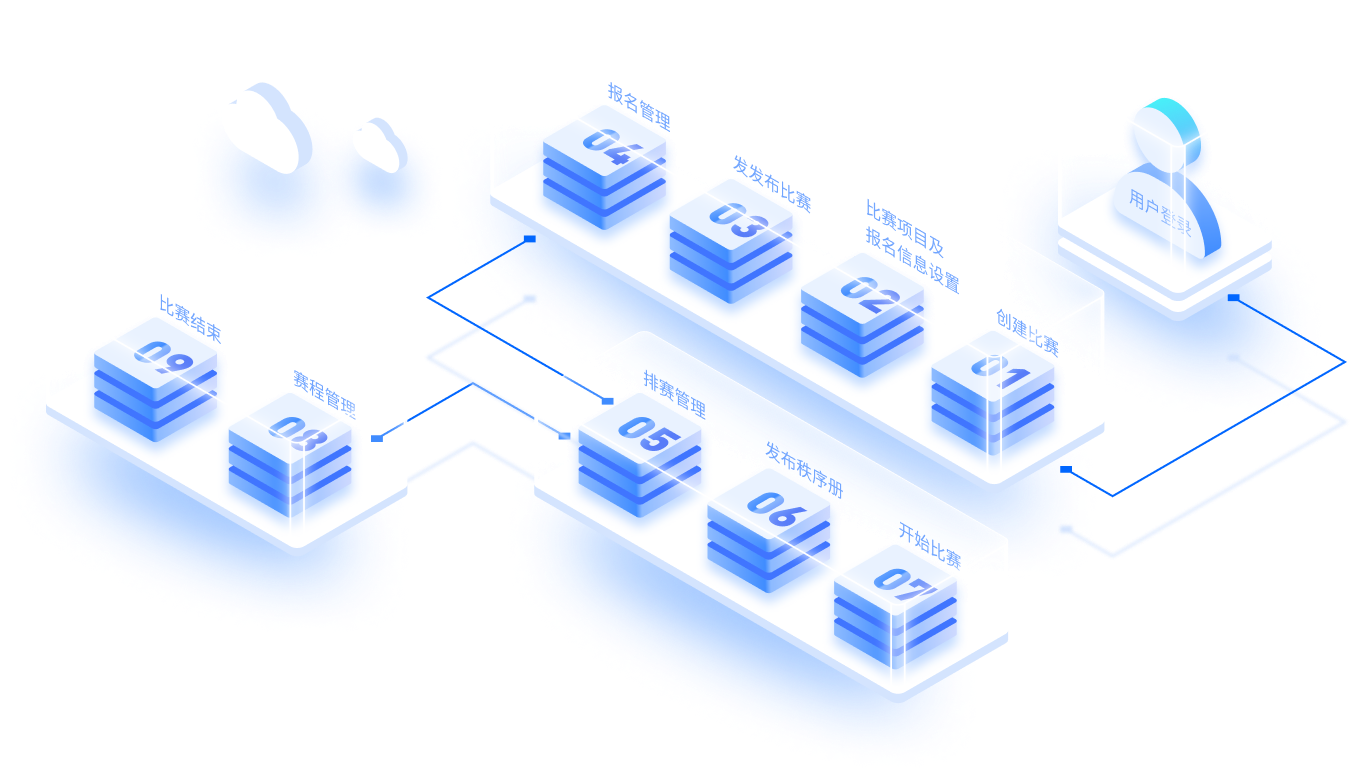 报名管理
04
发发布比赛
03
比赛项目及
报名信息设置
02
创建比赛
01
用户登录
比赛结束
09
赛程管理
08
排赛管理
05
发布秩序册
06
开始比赛
07